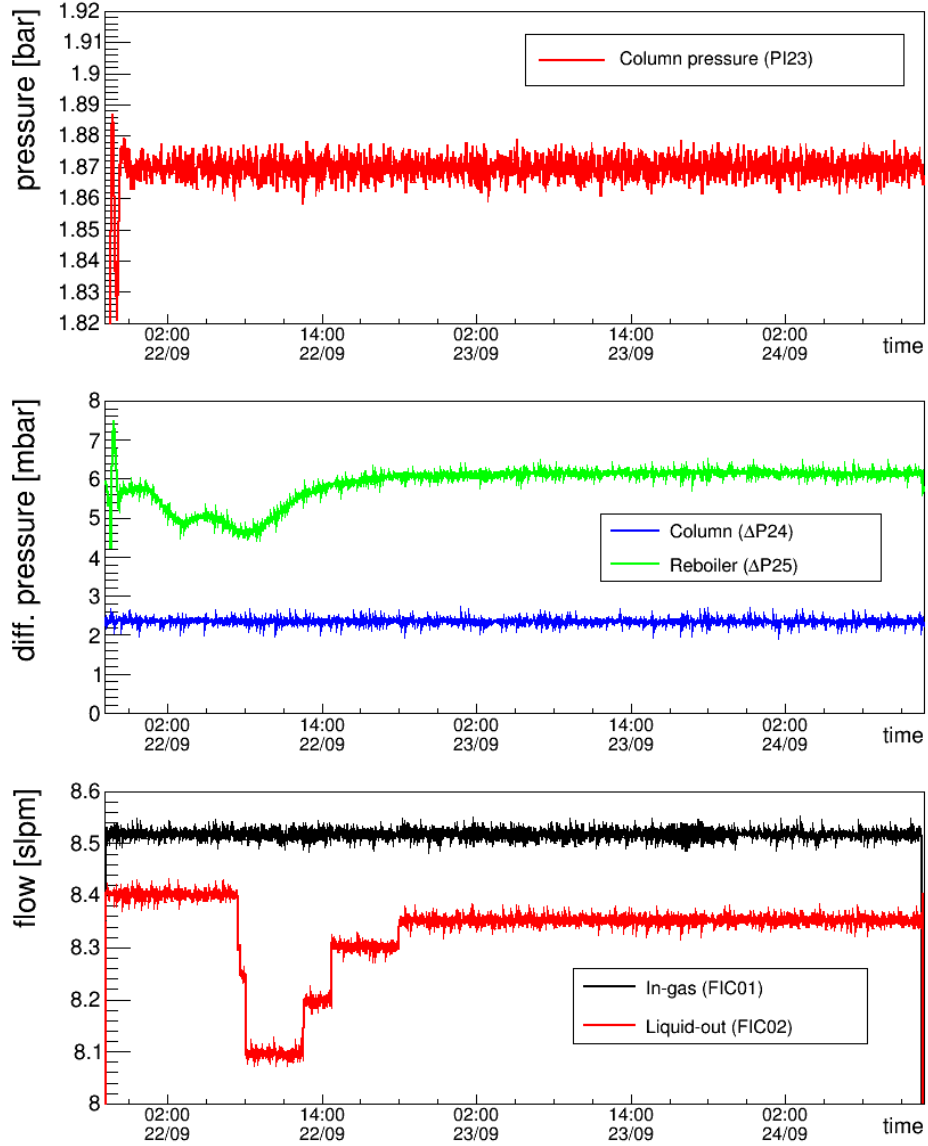 pressure [bar]
1.92
1.91
1.9
1.89
1.88
1.87
1.86
1.85
1.84
1.83
1.82
Column pressure (PI23)
02:00 14:00 02:00 14:00 02:00
22/09 22/09 23/09 23/09 24/09
time
diff. pressure [mbar]
8
7
6
5
4
3
2
1
0
Column (ΔP24)
Reboiler (ΔP25)
02:00 14:00 02:00 14:00 02:00
22/09 22/09 23/09 23/09 24/09
time
flow [slpm]
8.6
8.5
8.4
8.3
8.2
8.1
8
In-gas (FIC01)
Liquid-out (FIC02)
02:00 14:00 02:00 14:00 02:00
22/09 22/09 23/09 23/09 24/09
time